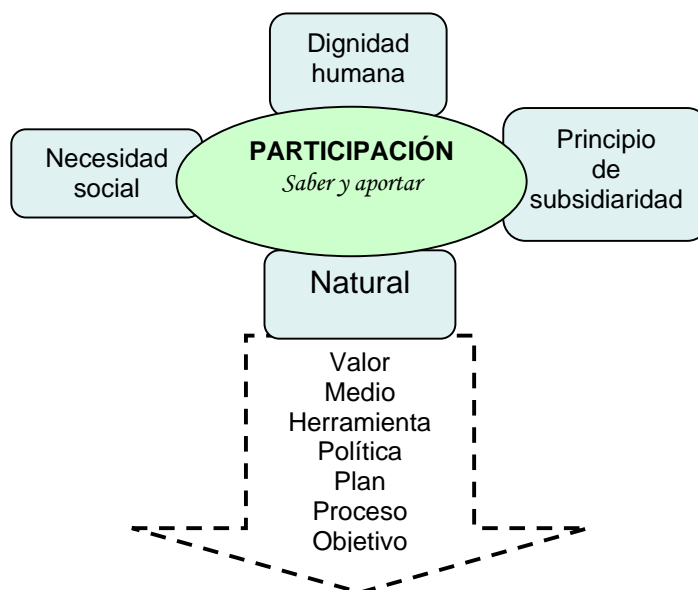 Dignidad
humana
Necesidad
social
PARTICIPACIÓN
Saber y aportar
Principio
de
subsidiaridad
Natural
Valor
Medio
Herramienta
Política
Plan
Proceso
Objetivo